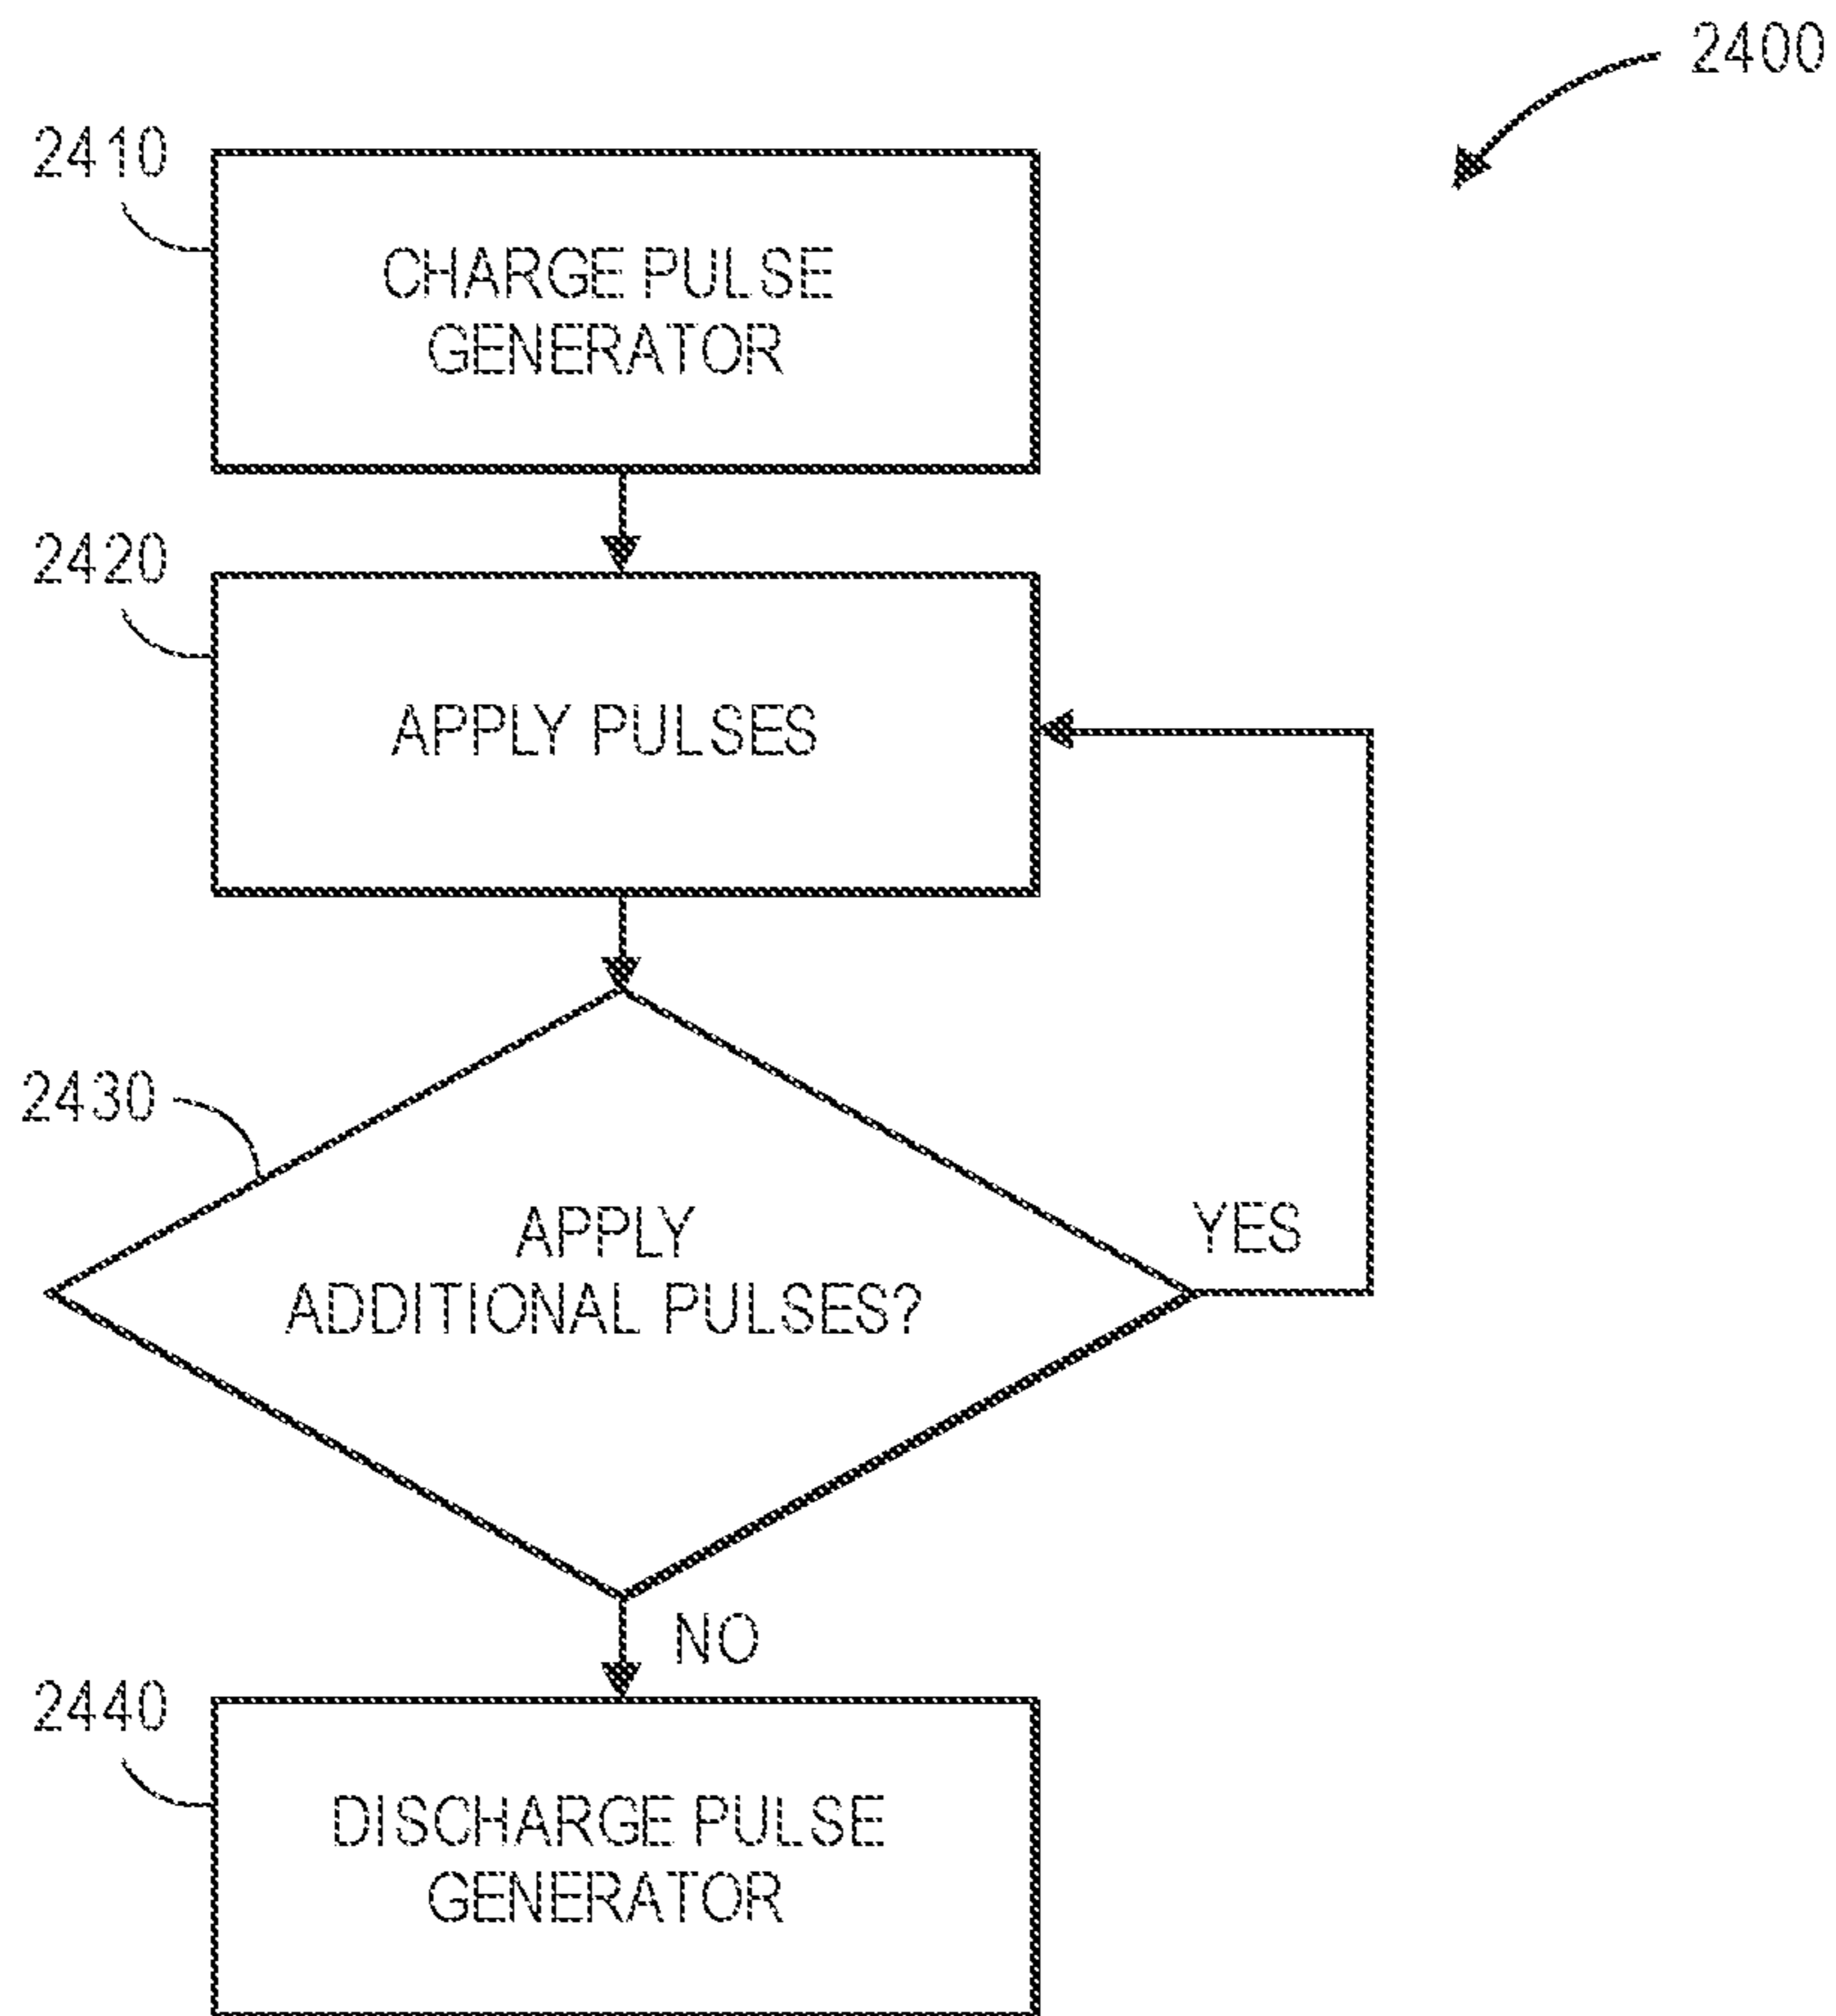 2400
2410
CHARGE PULSE
GENERATOR
2420
APPLY PULSES
2430
APPLY
ADDITIONAL PULSES?
YES
NO
2440
DISCHARGE PULSE
GENERATOR